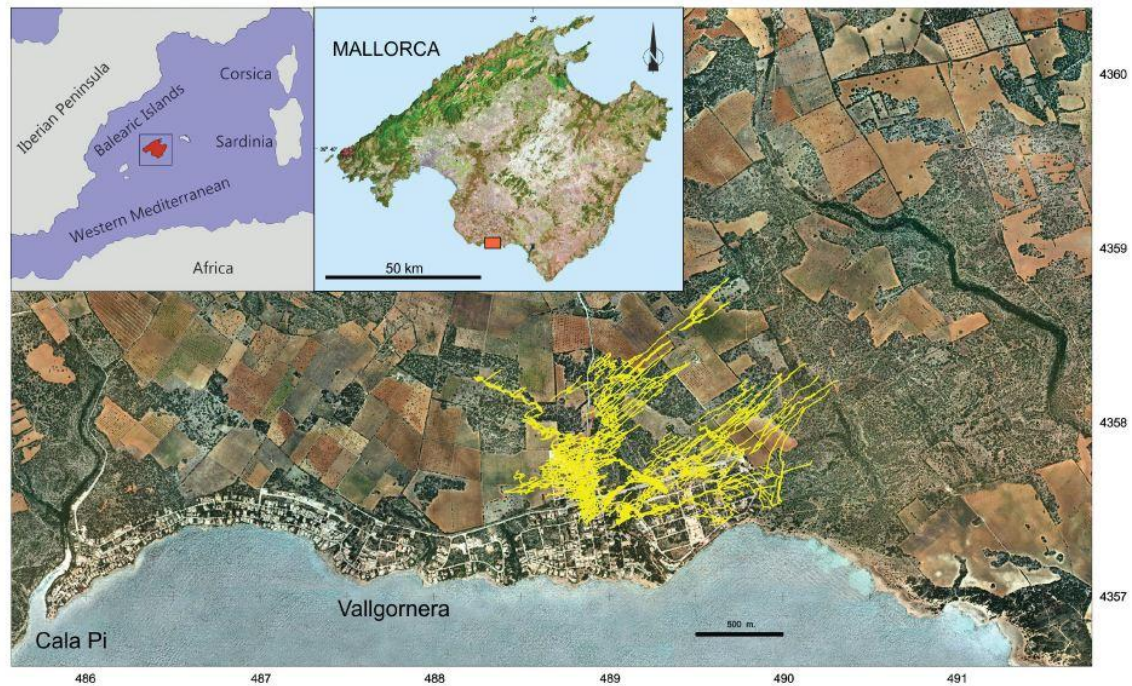 Iberian Peninsula
Balearic Islands
Corsica
Sardinia
Western Mediterranean
Africa
MALLORCA
3°
N
50 km
4360
4359
4358
4357
Vallgornera
Cala Pi
500 m.
486
487
488
489
490
491